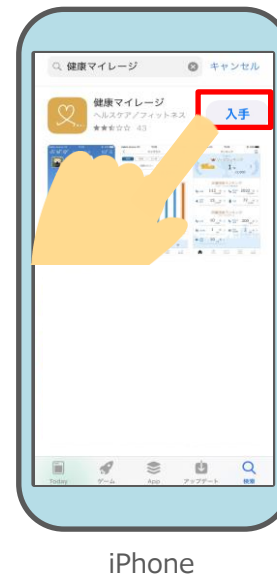 健康マイレージ
キャンセル
健康マイレージ
ヘルスケア/フィットネス
★★★☆☆ 43
入手
Today
ゲーム
App
アップデート
検索
iPhone